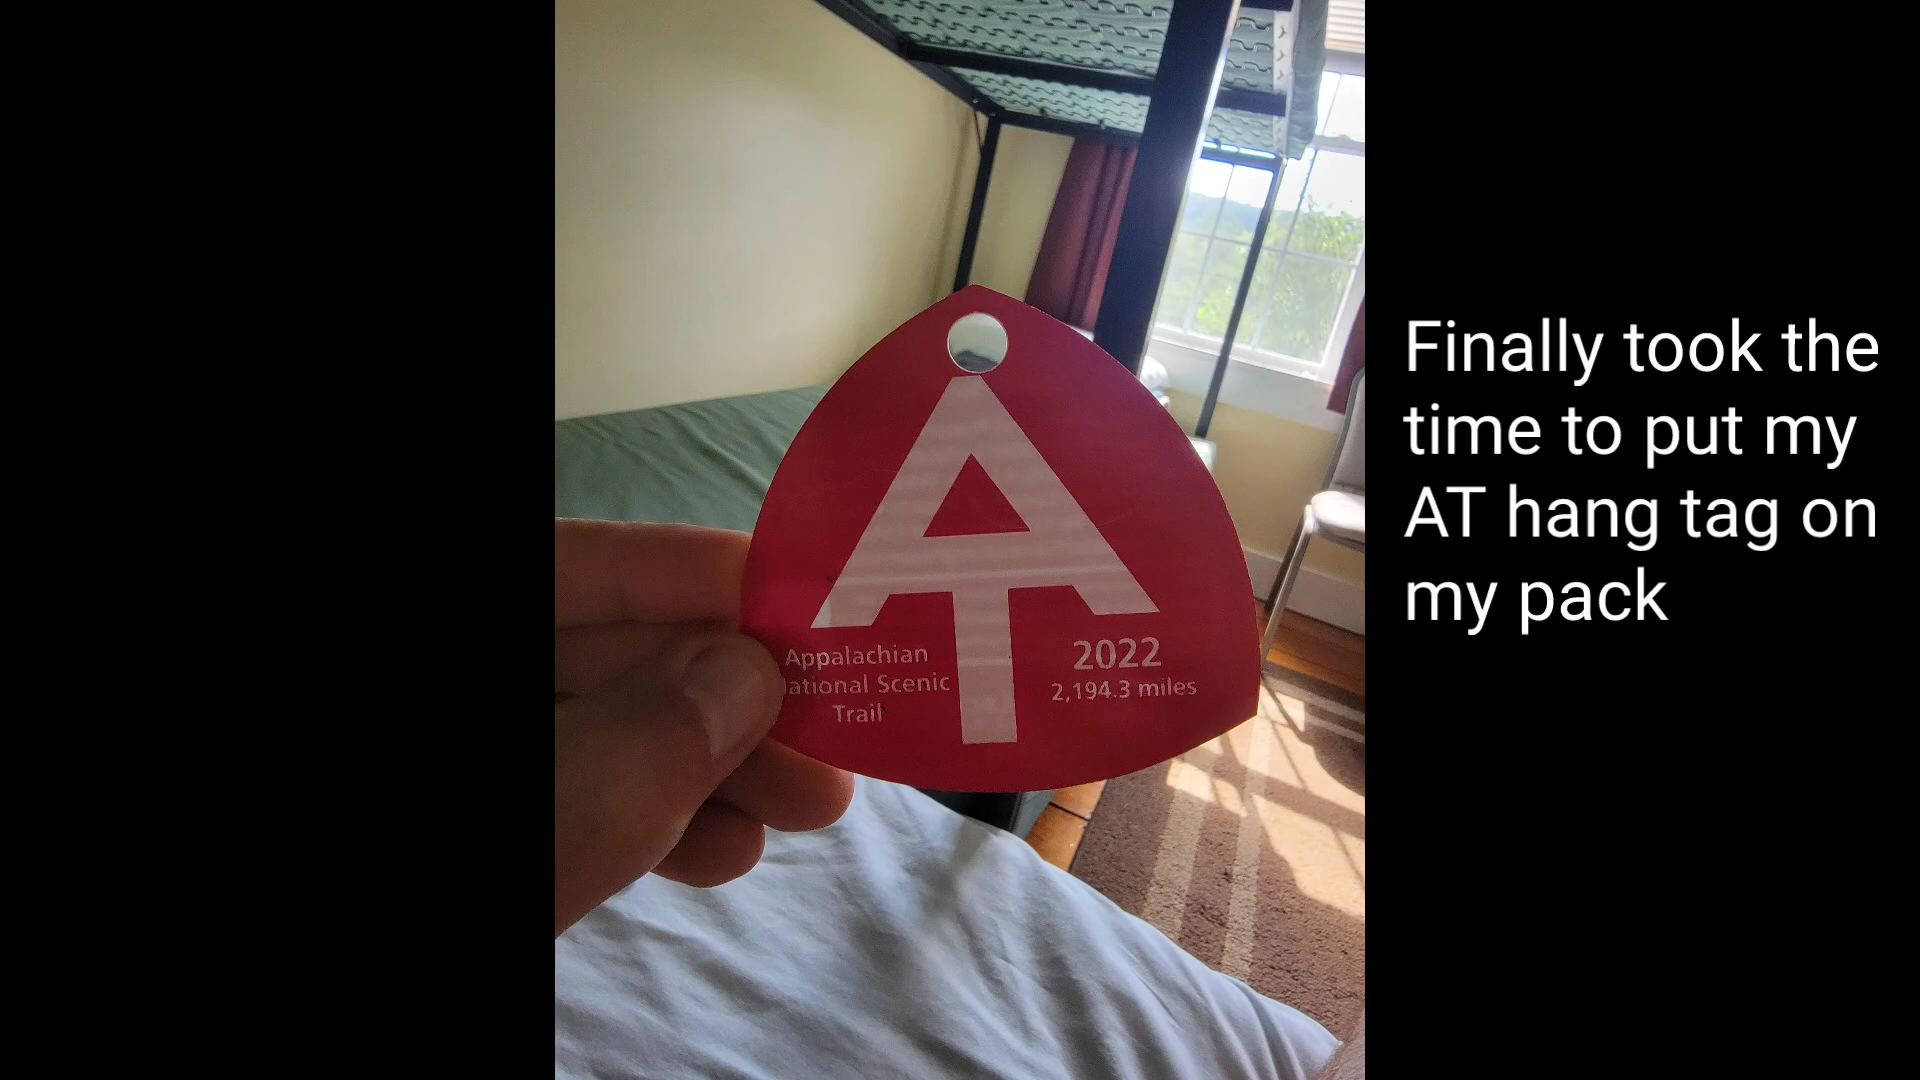 AT
Appalachian
ational Scenic
Trail
2022
2,194.3 miles
Finally took the
time to put my
AT hang tag on
my pack